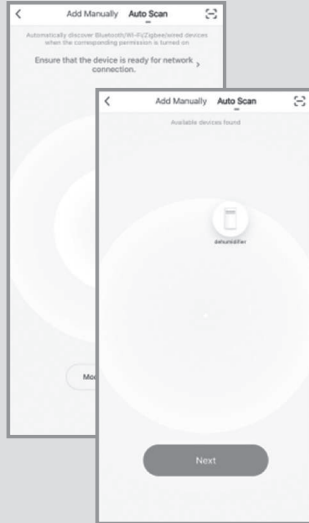 Add Manually Auto Scan
Automatically discover Bluetooth/Wi-Fi/Zigbee/wired devices
when the corresponding permission is turned on
Ensure that the device is ready for network
connection.
Mo
Add Manually Auto Scan
Available devices found
dehumidifier
Next